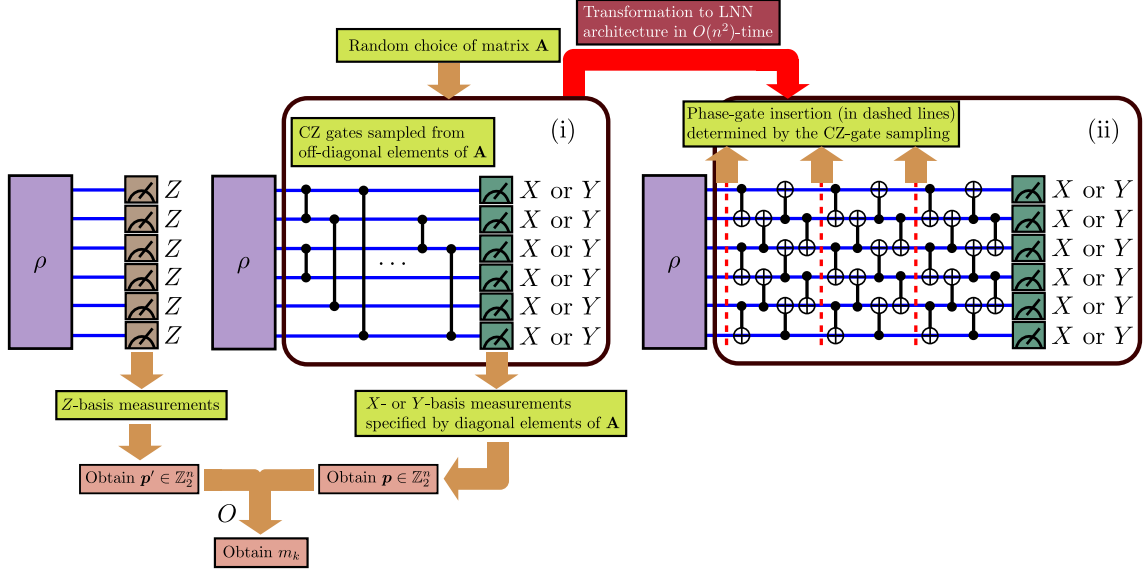 Transformation to LNN
architecture in O(n²)-time
Random choice of matrix A
CZ gates sampled from
off-diagonal elements of A
(i)
Phase-gate insertion (in dashed lines)
determined by the CZ-gate sampling
(ii)
ρ
Z
Z
Z
Z
Z
Z
ρ
...
X or Y
X or Y
X or Y
X or Y
X or Y
X or Y
ρ
X or Y
X or Y
X or Y
X or Y
X or Y
X or Y
Z-basis measurements
X- or Y-basis measurements
specified by diagonal elements of A
Obtain p′ ∈ ℤ₂ⁿ
Obtain p ∈ ℤ₂ⁿ
O
Obtain mₖ